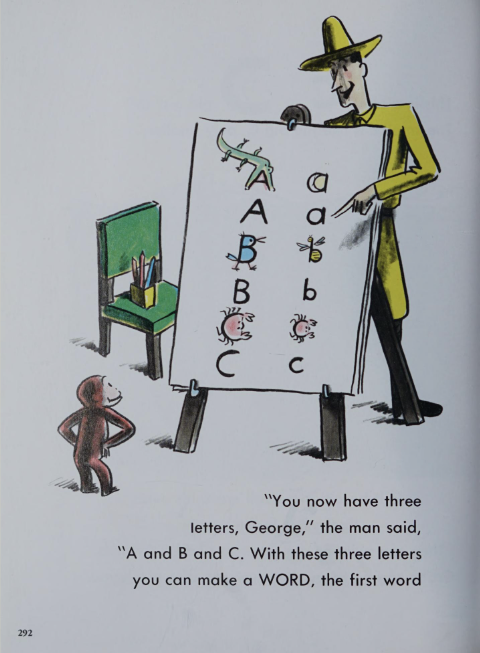 A a
A a
B b
B b
C c
"You now have three
letters, George," the man said,
"A and B and C. With these three letters
you can make a WORD, the first word
292